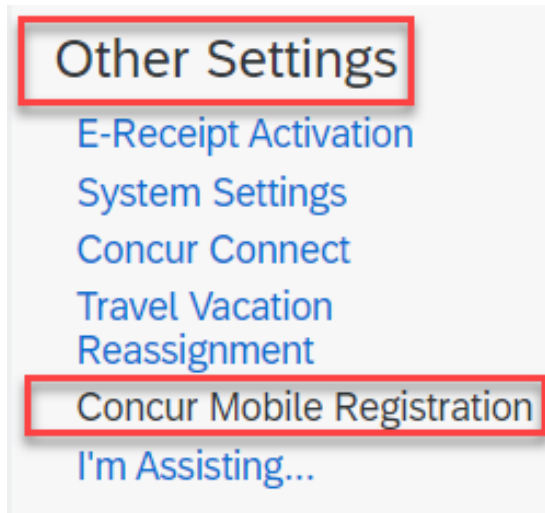 Other Settings
E-Receipt Activation
System Settings
Concur Connect
Travel Vacation
Reassignment
Concur Mobile Registration
I'm Assisting...